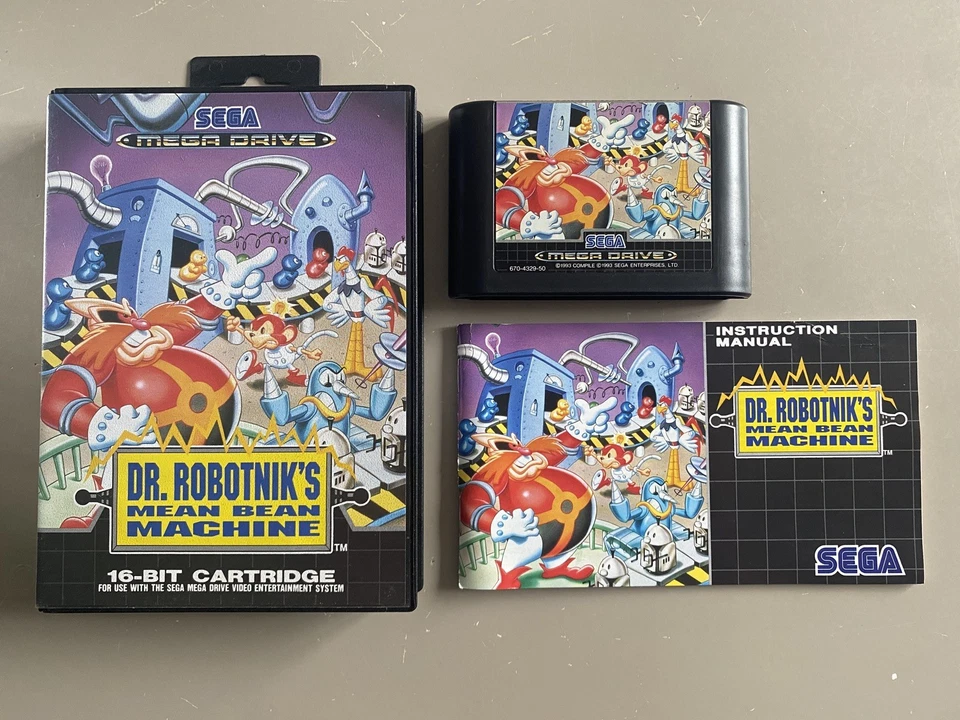 SEGA
MEGA DRIVE
DR. ROBOTNIK'S
MEAN BEAN
MACHINE
TM
16-BIT CARTRIDGE
FOR USE WITH THE SEGA MEGA DRIVE VIDEO ENTERTAINMENT SYSTEM
SEGA
MEGA DRIVE
©1993 COMPILE ©1993 SEGA ENTERPRISES, LTD.
670-4329-50
INSTRUCTION
MANUAL
DR. ROBOTNIK'S
MEAN BEAN
MACHINE
TM
SEGA